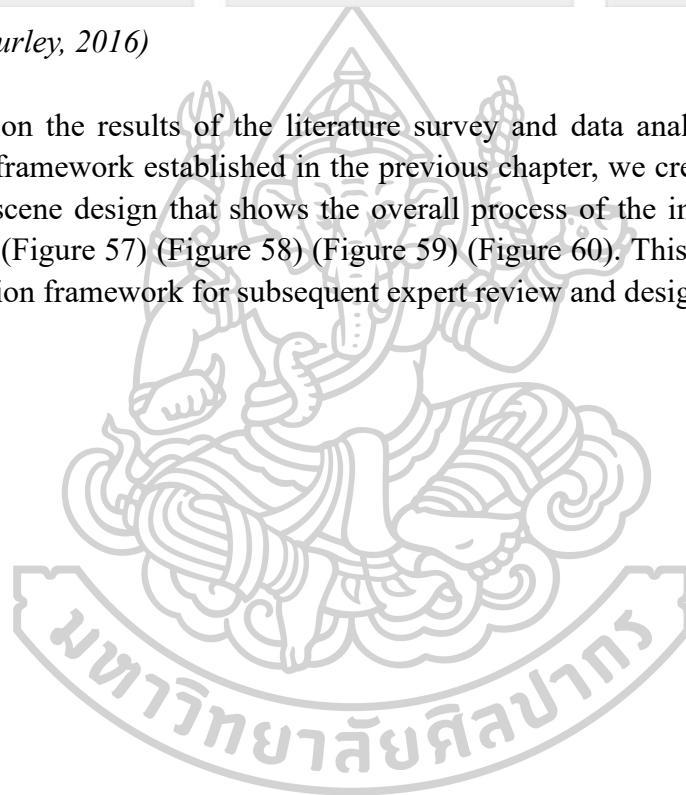 urley, 2016)
on the results of the literature survey and data anal
framework established in the previous chapter, we cre
scene design that shows the overall process of the in
(Figure 57) (Figure 58) (Figure 59) (Figure 60). This
ion framework for subsequent expert review and desig
มหาวิทยาลัยศิลปากร